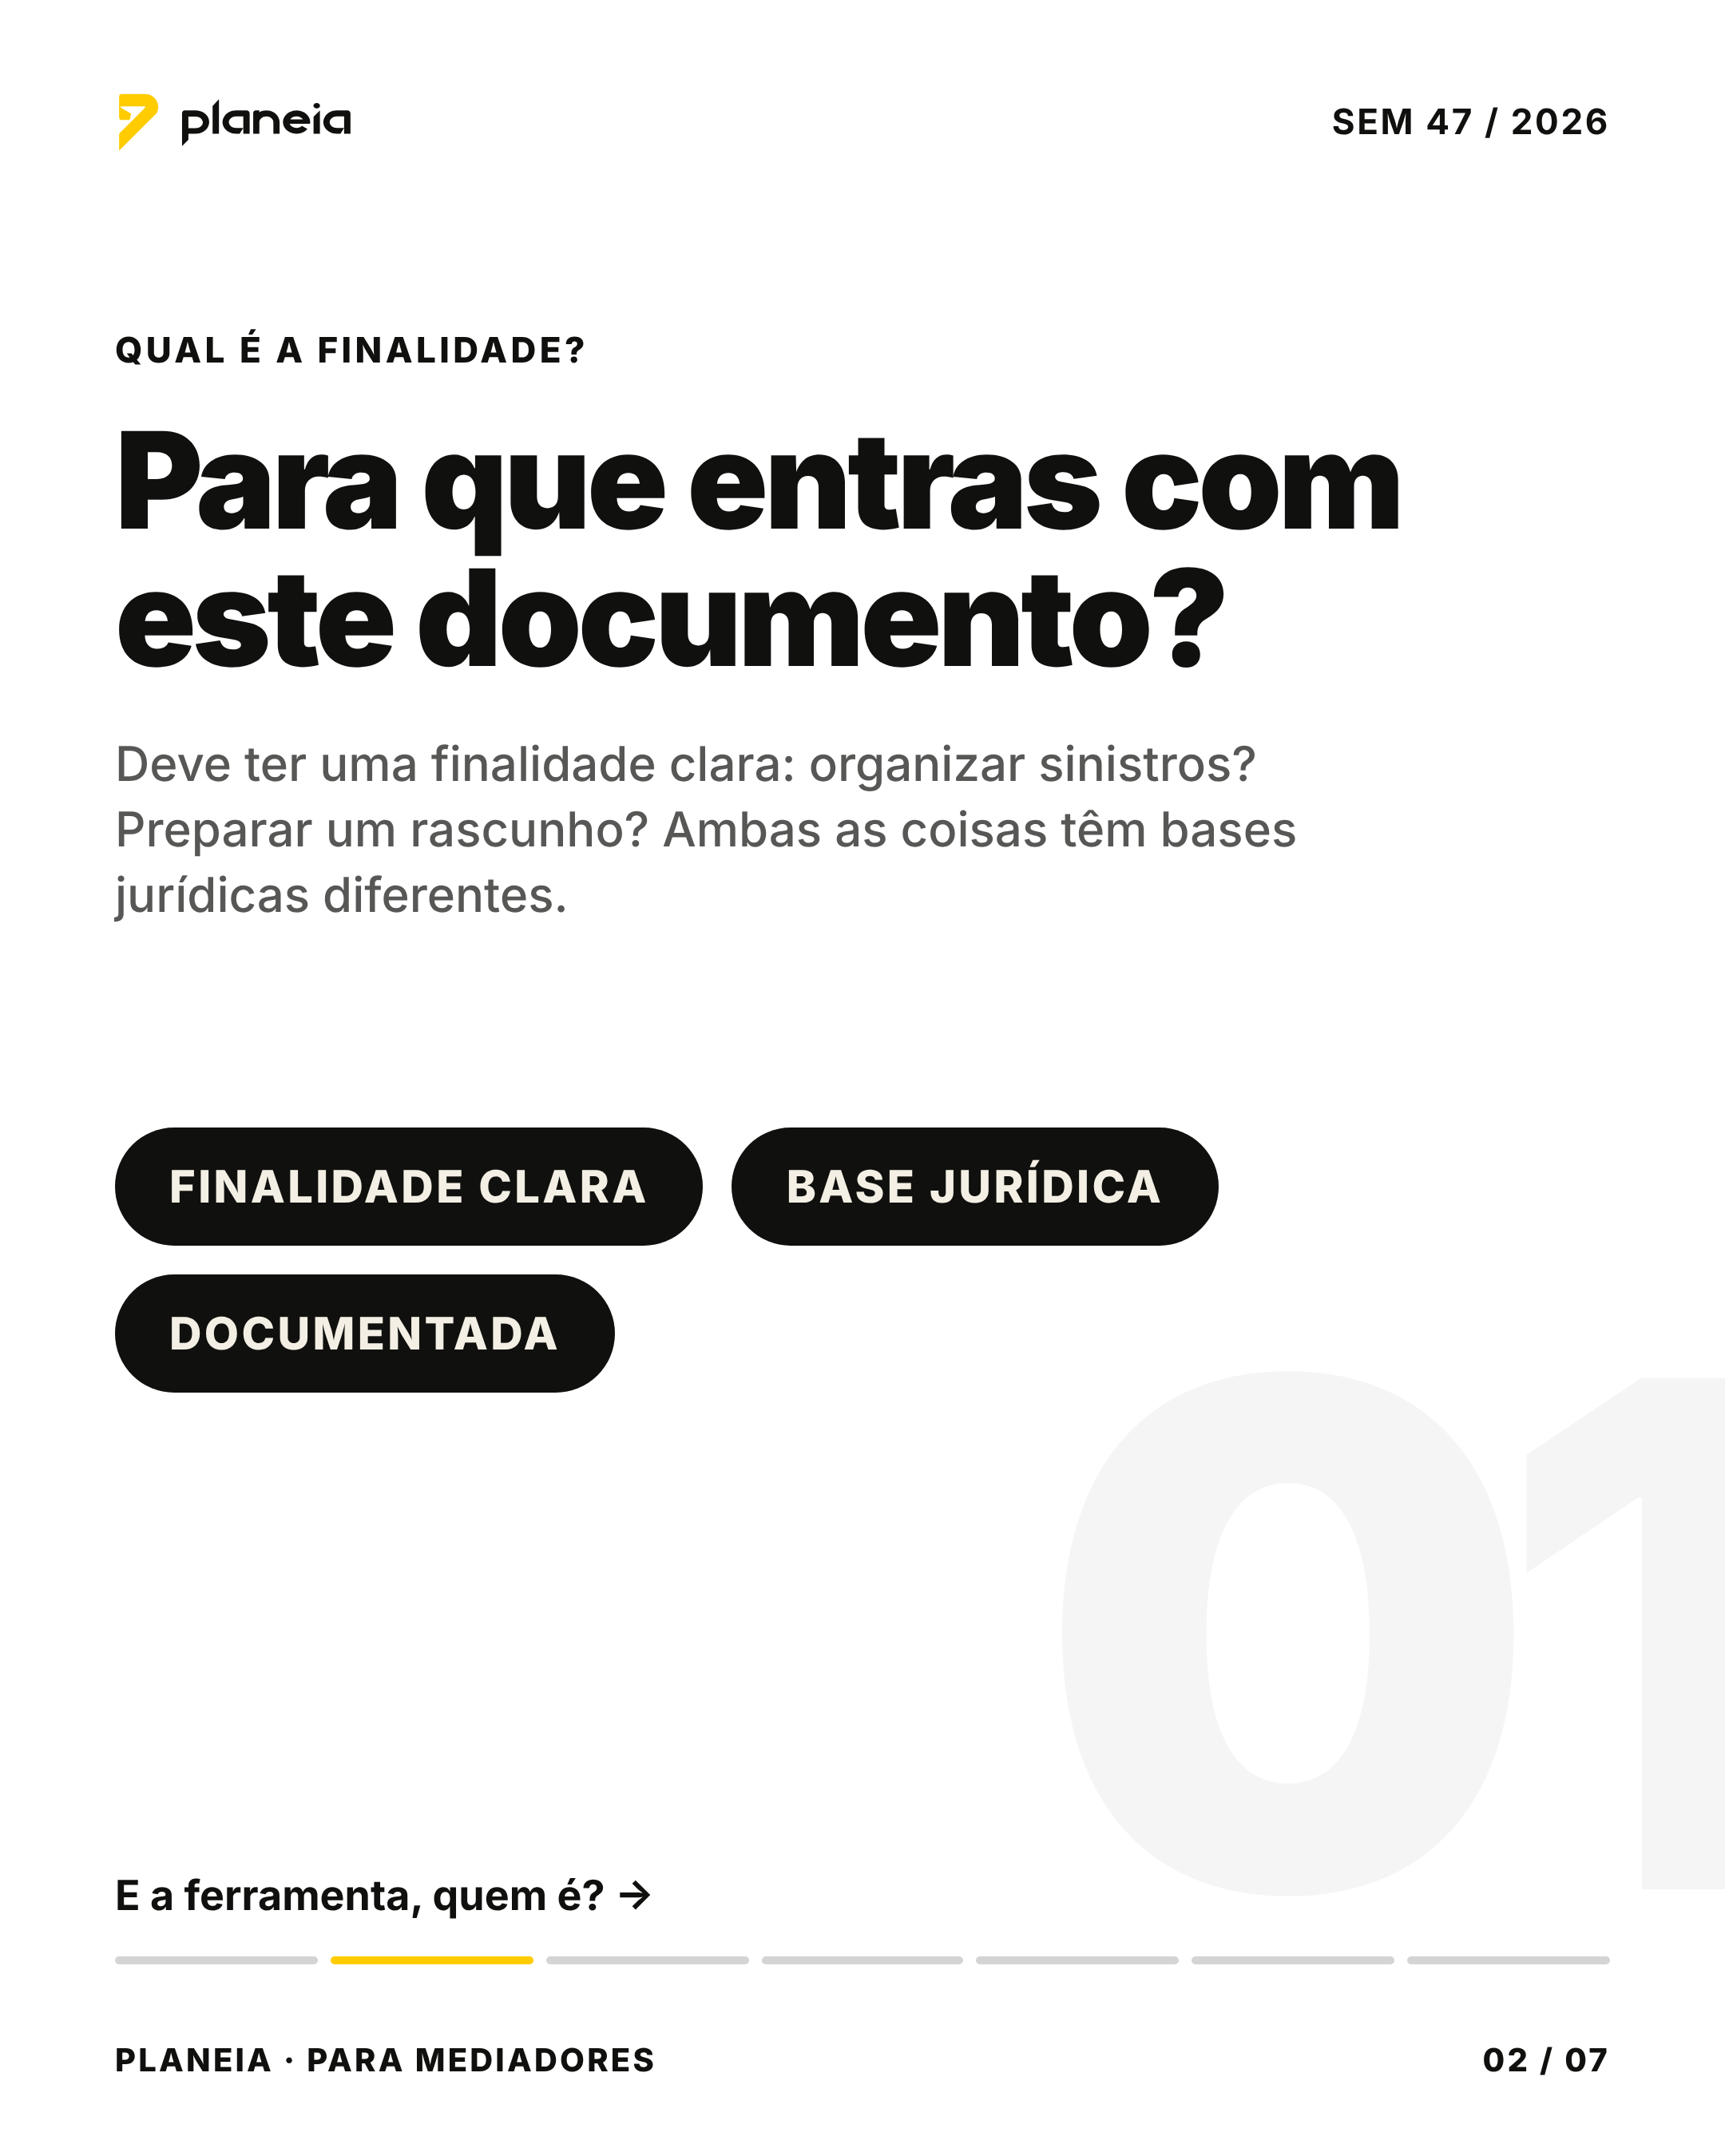 planeia
SEM 47 / 2026
QUAL É A FINALIDADE?
Para que entras com
este documento?
Deve ter uma finalidade clara: organizar sinistros?
Preparar um rascunho? Ambas as coisas têm bases
jurídicas diferentes.
FINALIDADE CLARA
BASE JURÍDICA
DOCUMENTADA
01
E a ferramenta, quem é? →
PLANEIA · PARA MEDIADORES
02 / 07